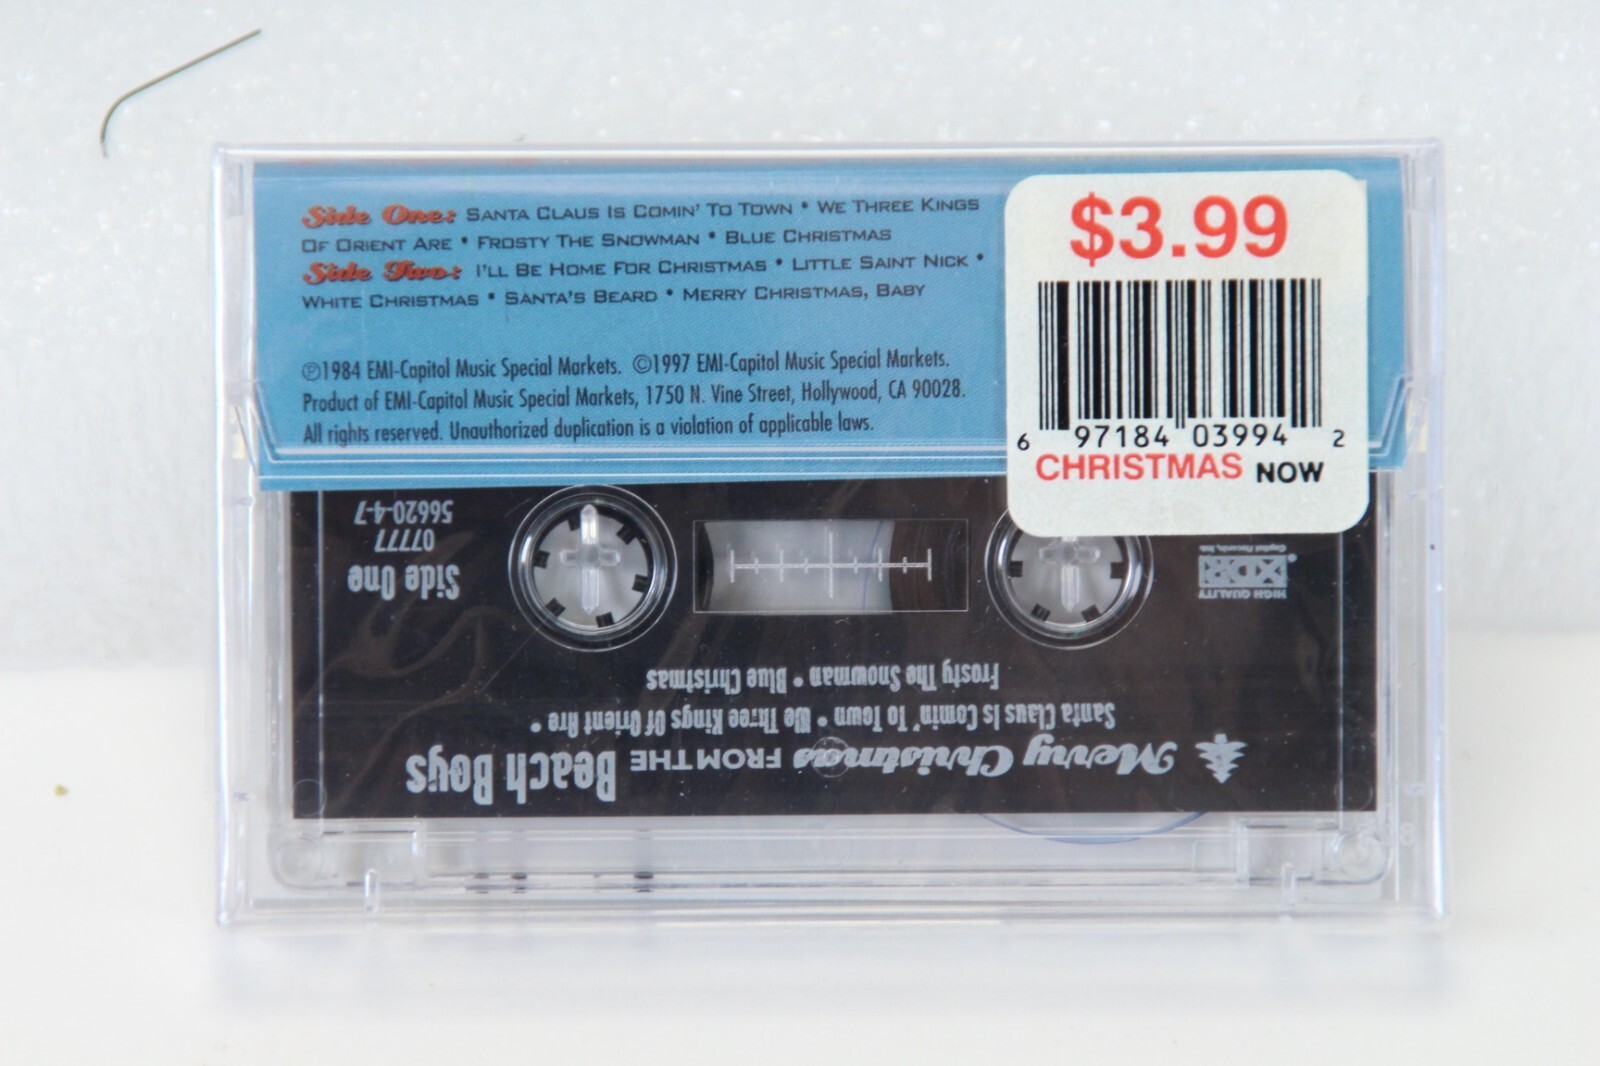 Side One: SANTA CLAUS IS COMIN' TO TOWN • WE THREE KINGS
OF ORIENT ARE • FROSTY THE SNOWMAN • BLUE CHRISTMAS
Side Two: I'LL BE HOME FOR CHRISTMAS • LITTLE SAINT NICK •
WHITE CHRISTMAS • SANTA'S BEARD • MERRY CHRISTMAS, BABY
℗1984 EMI-Capitol Music Special Markets. ©1997 EMI-Capitol Music Special Markets.
Product of EMI-Capitol Music Special Markets, 1750 N. Vine Street, Hollywood, CA 90028.
All rights reserved. Unauthorized duplication is a violation of applicable laws.
$3.99
6 97184 03994 2
CHRISTMAS NOW
Merry Christmas FROM THE Beach Boys
Santa Claus Is Comin' To Town • We Three Kings Of Orient Are •
Frosty The Snowman • Blue Christmas
HIGH QUALITY
XDR®
Capitol Records, Inc.
Side One
07777
56620-4-7